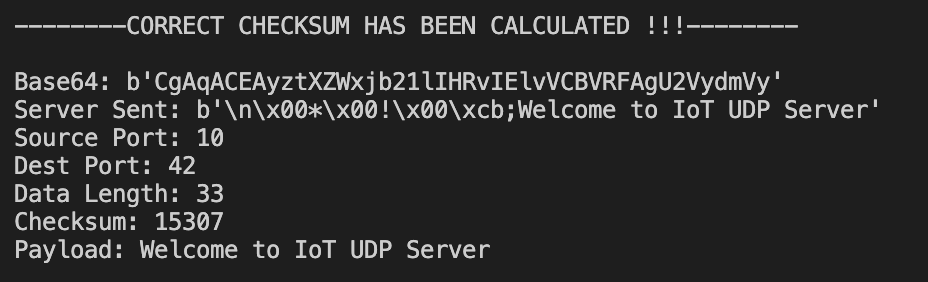 --------CORRECT CHECKSUM HAS BEEN CALCULATED !!!--------
Base64: b'CgAqACEAyztXZWxjb21lIHRvIElvVCBVRFAgU2VydmVy'
Server Sent: b'\n\x00*\x00!\x00\xcb;Welcome to IoT UDP Server'
Source Port: 10
Dest Port: 42
Data Length: 33
Checksum: 15307
Payload: Welcome to IoT UDP Server